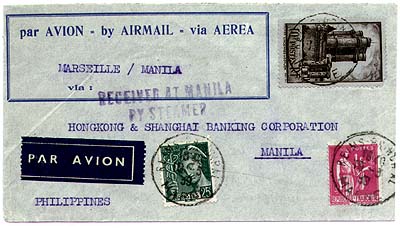 par AVION - by AIRMAIL - via AEREA
MARSEILLE / MANILA
via :
RECEIVED AT MANILA
BY STEAMER
HONGKONG & SHANGHAI BANKING CORPORATION
PAR AVION
MANILA
PHILIPPINES
25